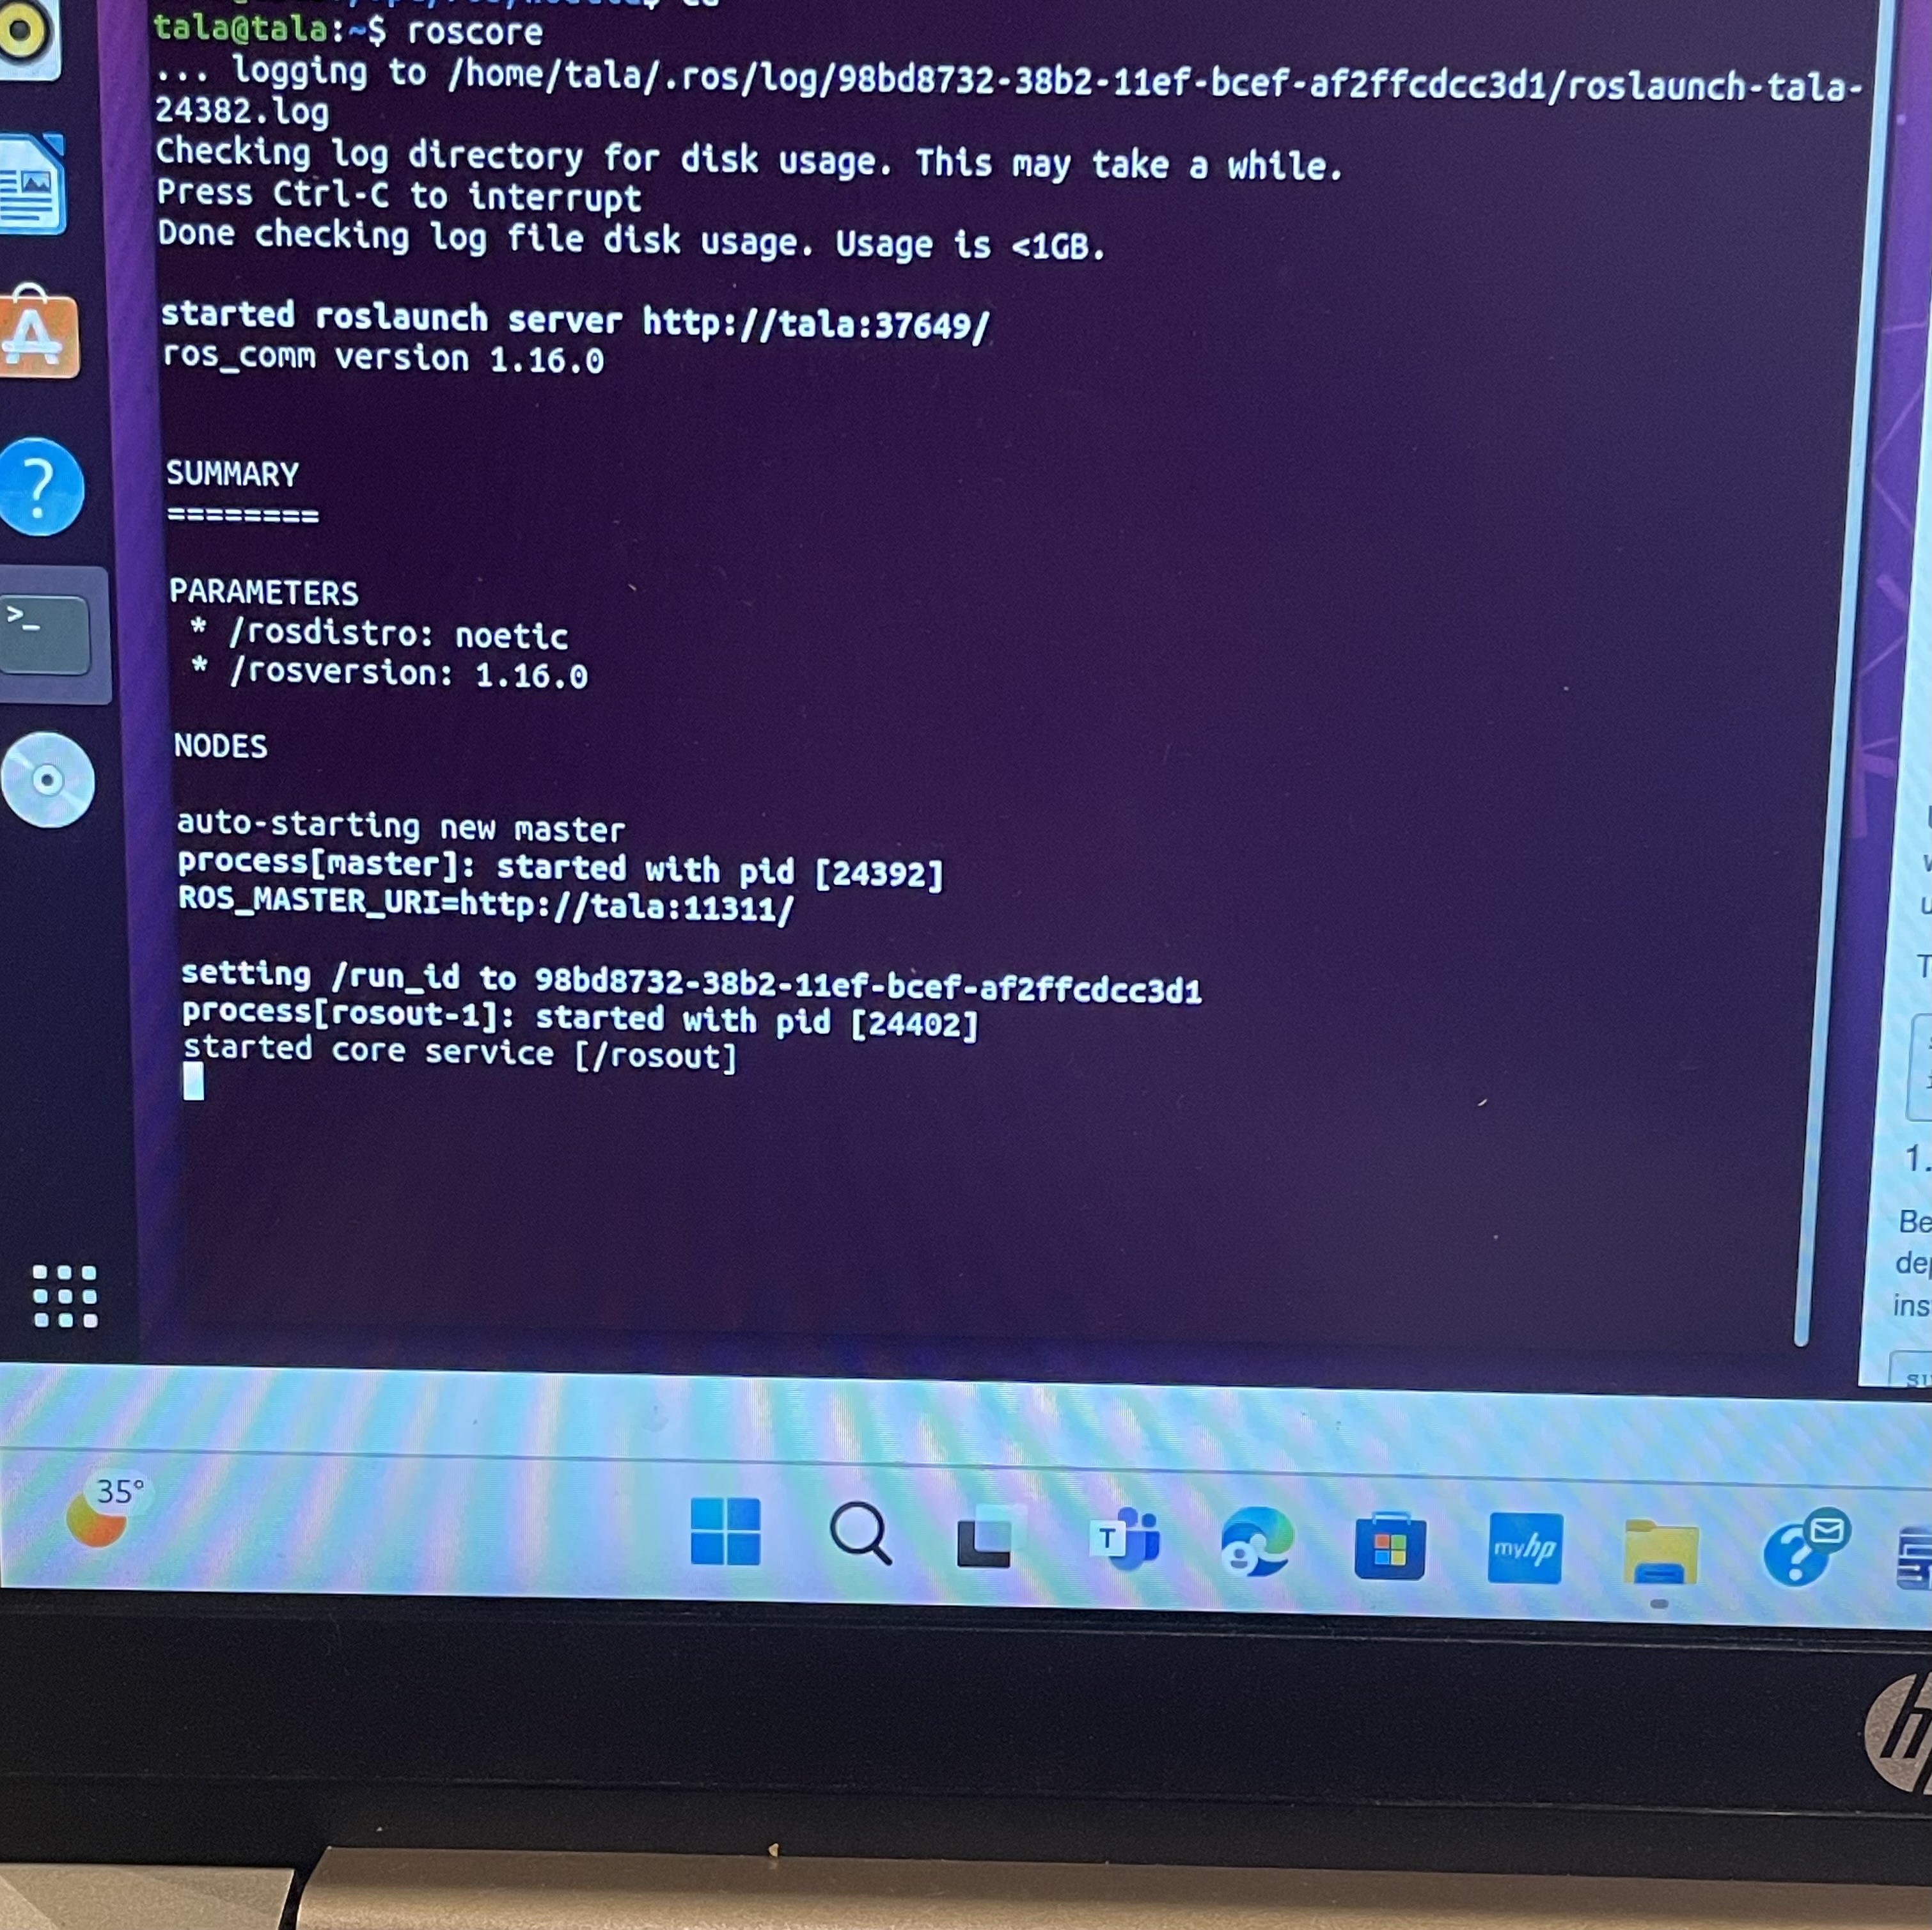 tala@tala:~$ roscore
... logging to /home/tala/.ros/log/98bd8732-38b2-11ef-bcef-af2ffcdcc3d1/roslaunch-tala-
24382.log
Checking log directory for disk usage. This may take a while.
Press Ctrl-C to interrupt
Done checking log file disk usage. Usage is <1GB.
started roslaunch server http://tala:37649/
ros_comm version 1.16.0
SUMMARY
========
PARAMETERS
* /rosdistro: noetic
* /rosversion: 1.16.0
NODES
auto-starting new master
process[master]: started with pid [24392]
ROS_MASTER_URI=http://tala:11311/
setting /run_id to 98bd8732-38b2-11ef-bcef-af2ffcdcc3d1
process[rosout-1]: started with pid [24402]
started core service [/rosout]
1.
Be
ins
35°
T
myhp
hp